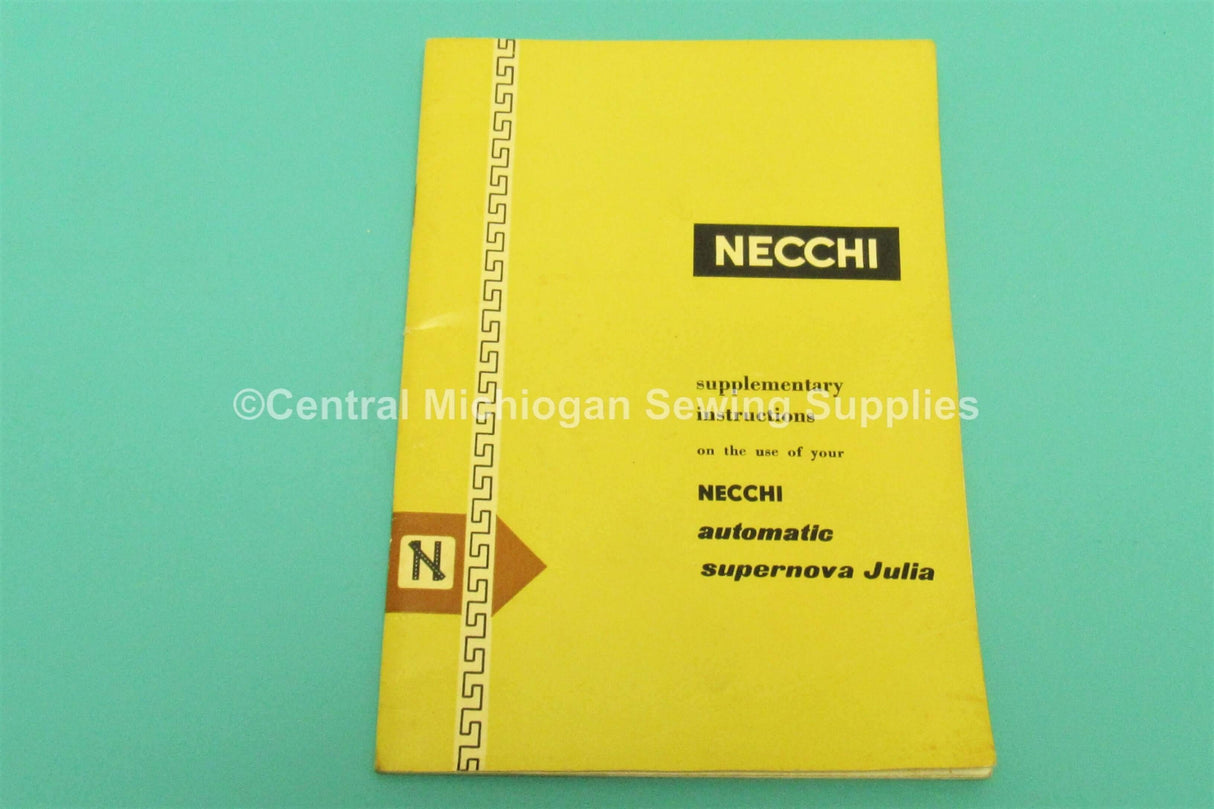 NECCHI
supplementary
©Central Michiogan Sewing Supplies
instructions
on the use of your
NECCHI
automatic
supernova Julia
N